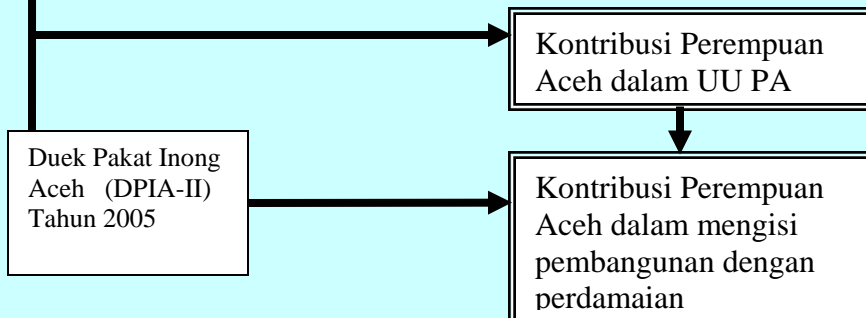 Kontribusi Perempuan
Aceh dalam UU PA
Duek Pakat Inong
Aceh (DPIA-II)
Tahun 2005
Kontribusi Perempuan
Aceh dalam mengisi
pembangunan dengan
perdamaian